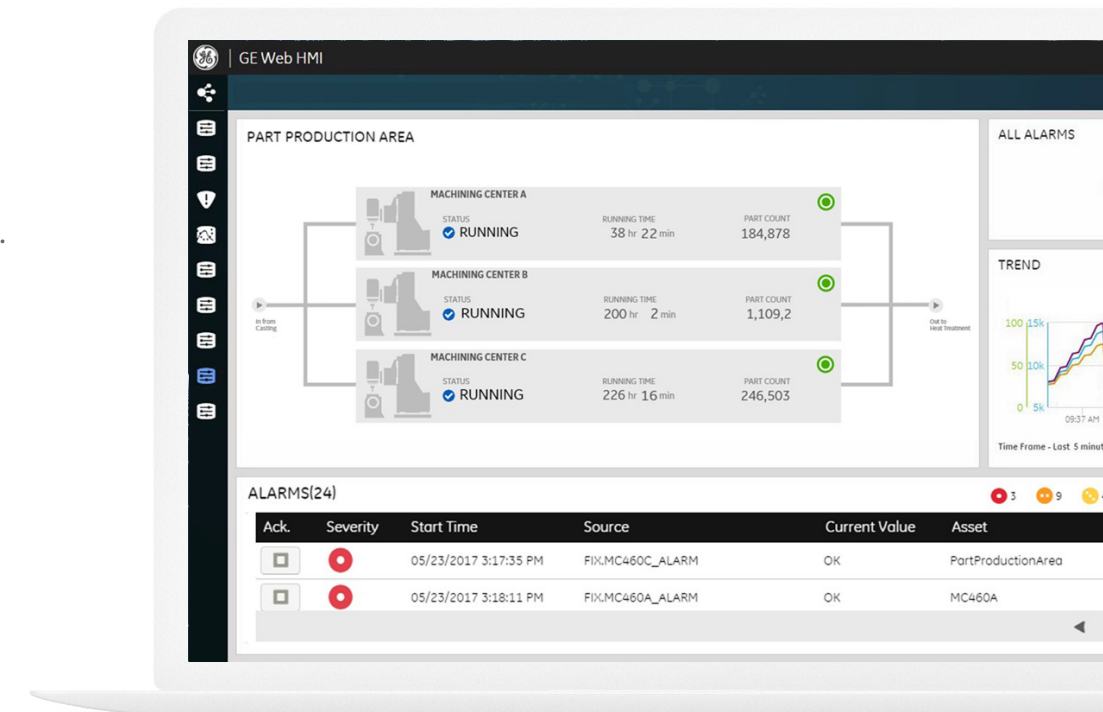 GE Web HMI
PART PRODUCTION AREA
MACHINING CENTER A
STATUS RUNNING TIME PART COUNT
RUNNING 38 hr 22 min 184,878
MACHINING CENTER B
STATUS RUNNING TIME PART COUNT
RUNNING 200 hr 2 min 1,109,2
MACHINING CENTER C
STATUS RUNNING TIME PART COUNT
RUNNING 226 hr 16 min 246,503
In from
Casting
Out to
Heat Treatment
ALL ALARMS
TREND
100 15k
50 10k
0 5k
09:37 AM
Time Frame - Last 5 minut
ALARMS(24) 3 9
Ack. Severity Start Time Source Current Value Asset
05/23/2017 3:17:35 PM FIX.MC460C_ALARM OK PartProductionArea
05/23/2017 3:18:11 PM FIX.MC460A_ALARM OK MC460A